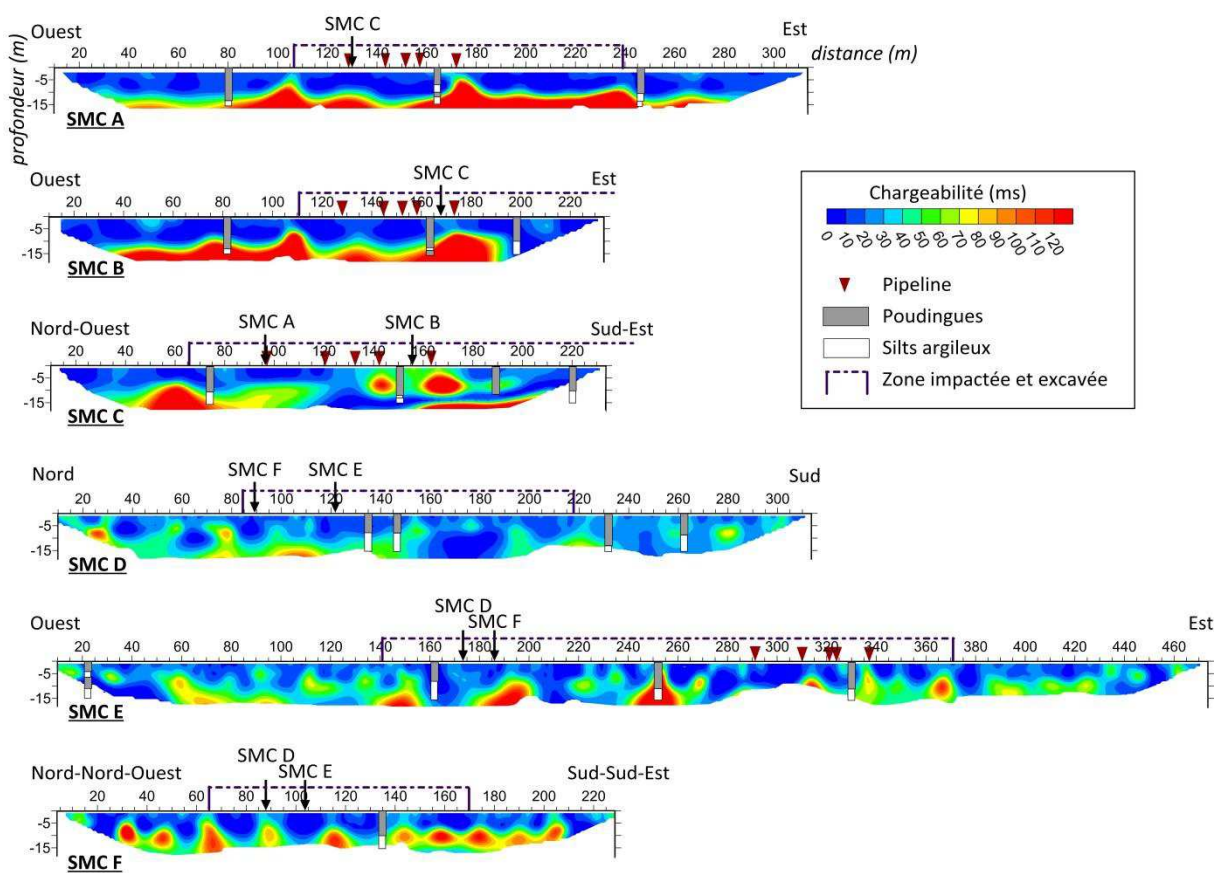 profondeur (m)
Ouest
SMC C
Est
20 40 60 80 100 120 140 160 180 200 220 240 260 280 300
distance (m)
-5
-15
SMC A
Ouest
SMC C
Est
20 40 60 80 100 120 140 160 180 200 220
-5
-15
SMC B
Nord-Ouest
SMC A
SMC B
Sud-Est
20 40 60 80 100 120 140 160 180 200 220
-5
-15
SMC C
Nord
SMC F
SMC E
Sud
20 40 60 80 100 120 140 160 180 200 220 240 260 280 300
-5
-15
SMC D
Ouest
SMC D
SMC F
Est
20 40 60 80 100 120 140 160 180 200 220 240 260 280 300 320 340 360 380 400 420 440 460
-5
-15
SMC E
Nord-Nord-Ouest
SMC D
SMC E
Sud-Sud-Est
20 40 60 80 100 120 140 160 180 200 220
-5
-15
SMC F
Chargeabilité (ms)
0 10 20 30 40 50 60 70 80 90 100 110 120
Pipeline
Poudingues
Silts argileux
Zone impactée et excavée